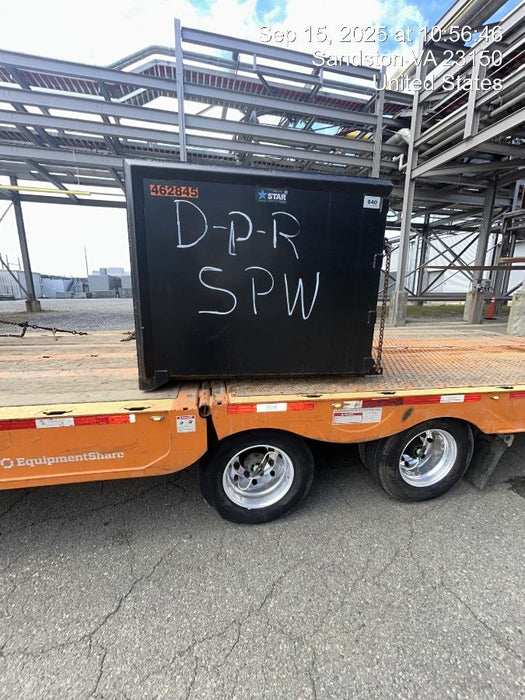 Sep 15, 2025 at 10:56:46
Sandston VA 23150
United States
462845
STAR
840
D-P-R
SPW
EquipmentShare